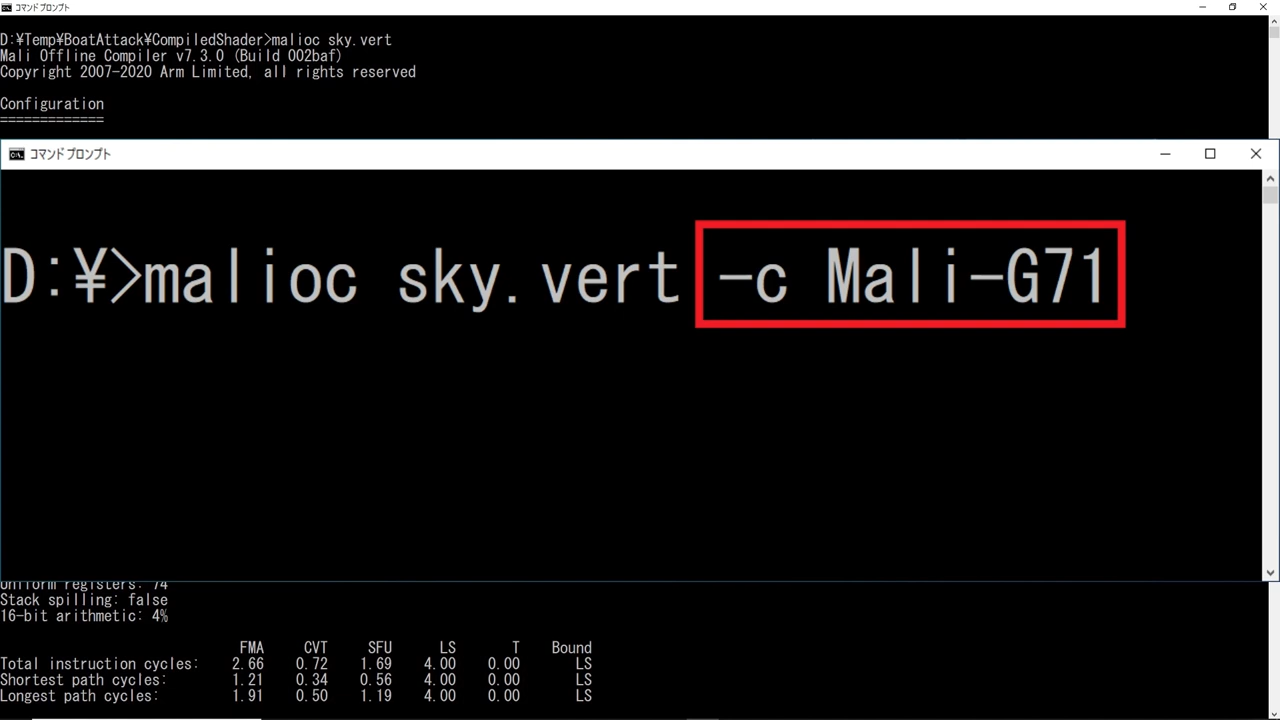 コマンド プロンプト
D:¥Temp¥BoatAttack¥CompiledShader>malioc sky.vert
Mali Offline Compiler v7.3.0 (Build 002baf)
Copyright 2007-2020 Arm Limited, all rights reserved
Configuration
=============
コマンド プロンプト
D:¥>malioc sky.vert -c Mali-G71
Uniform registers: 74
Stack spilling: false
16-bit arithmetic: 4%
FMA CVT SFU LS T Bound
Total instruction cycles: 2.66 0.72 1.69 4.00 0.00 LS
Shortest path cycles: 1.21 0.34 0.56 4.00 0.00 LS
Longest path cycles: 1.91 0.50 1.19 4.00 0.00 LS